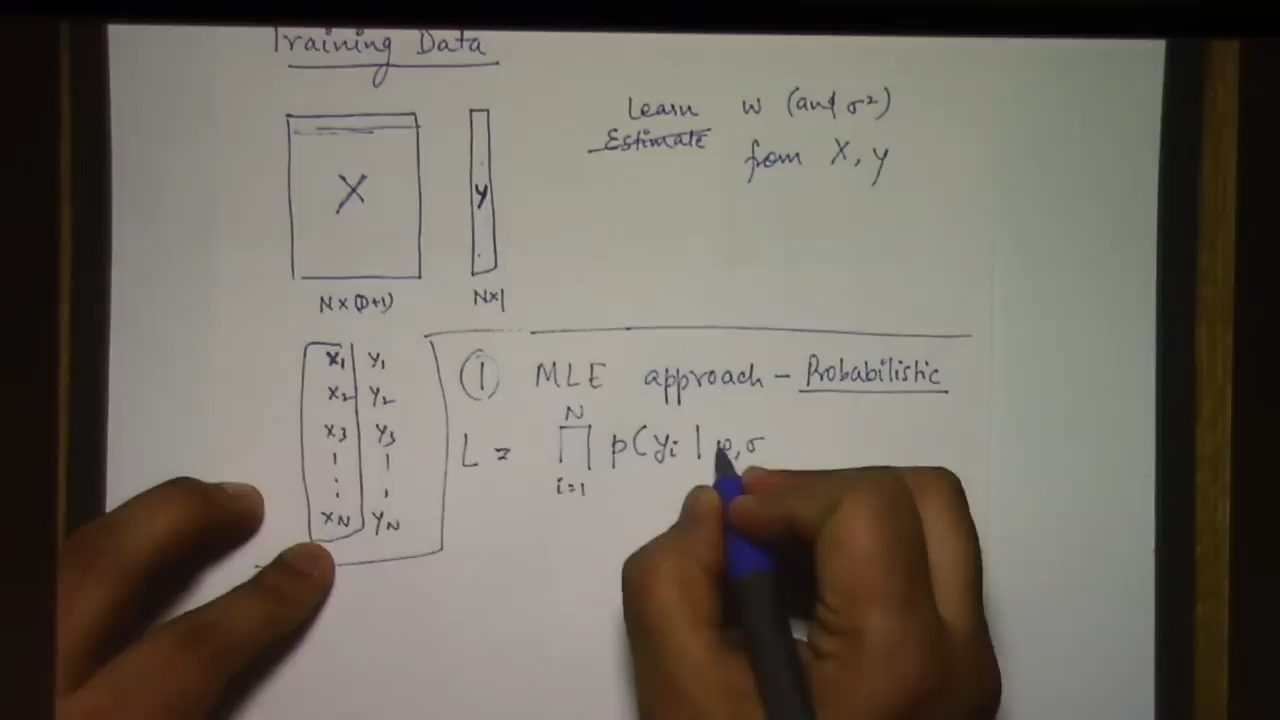 Training Data
Learn w (and σ²)
Estimate
from X, y
X
y
N×(D+1)
N×1
x1 y1
x2 y2
x3 y3
xN yN
① MLE approach – Probabilistic
N
L = ∏ p(yi | w, σ
i=1